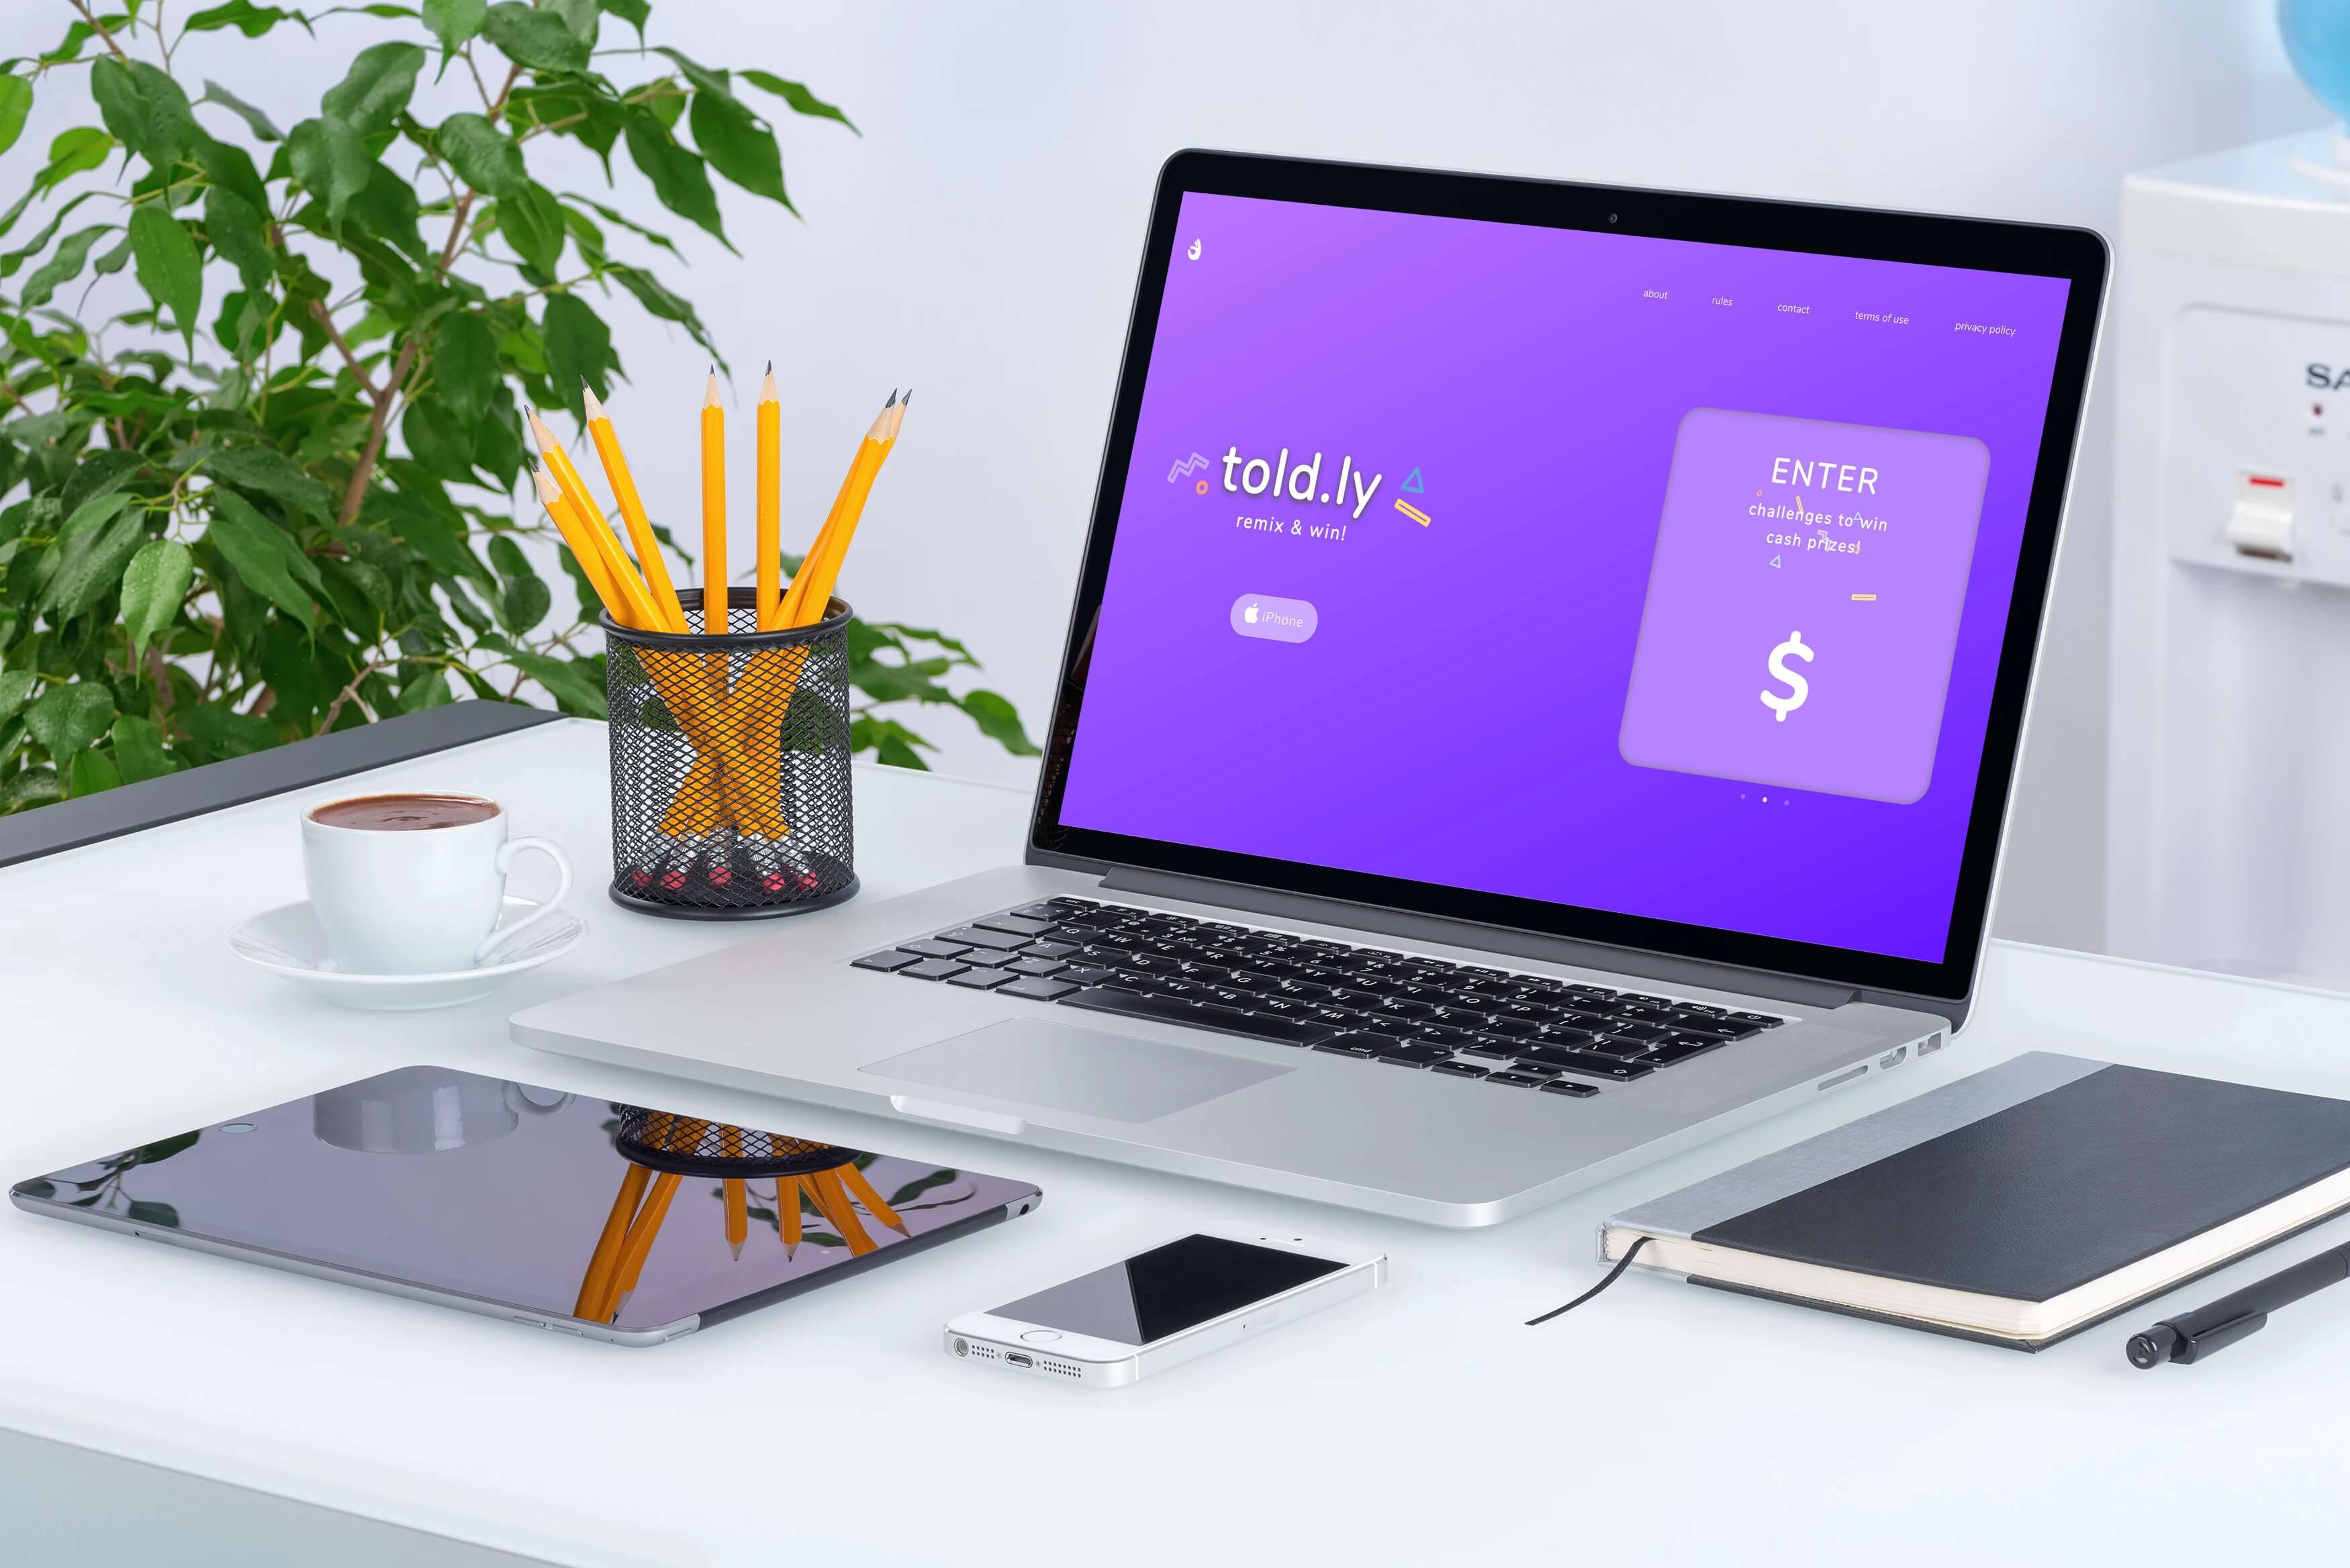 about
rules
contact
terms of use
privacy policy
told.ly
remix & win!
iPhone
ENTER
challenges to win
cash prizes!
$
SA
cmd